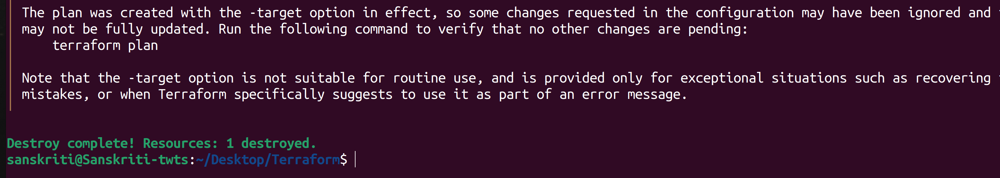 The plan was created with the -target option in effect, so some changes requested in the configuration may have been ignored and
may not be fully updated. Run the following command to verify that no other changes are pending:
terraform plan
Note that the -target option is not suitable for routine use, and is provided only for exceptional situations such as recovering
mistakes, or when Terraform specifically suggests to use it as part of an error message.
Destroy complete! Resources: 1 destroyed.
sanskriti@Sanskriti-twts:~/Desktop/Terraform$